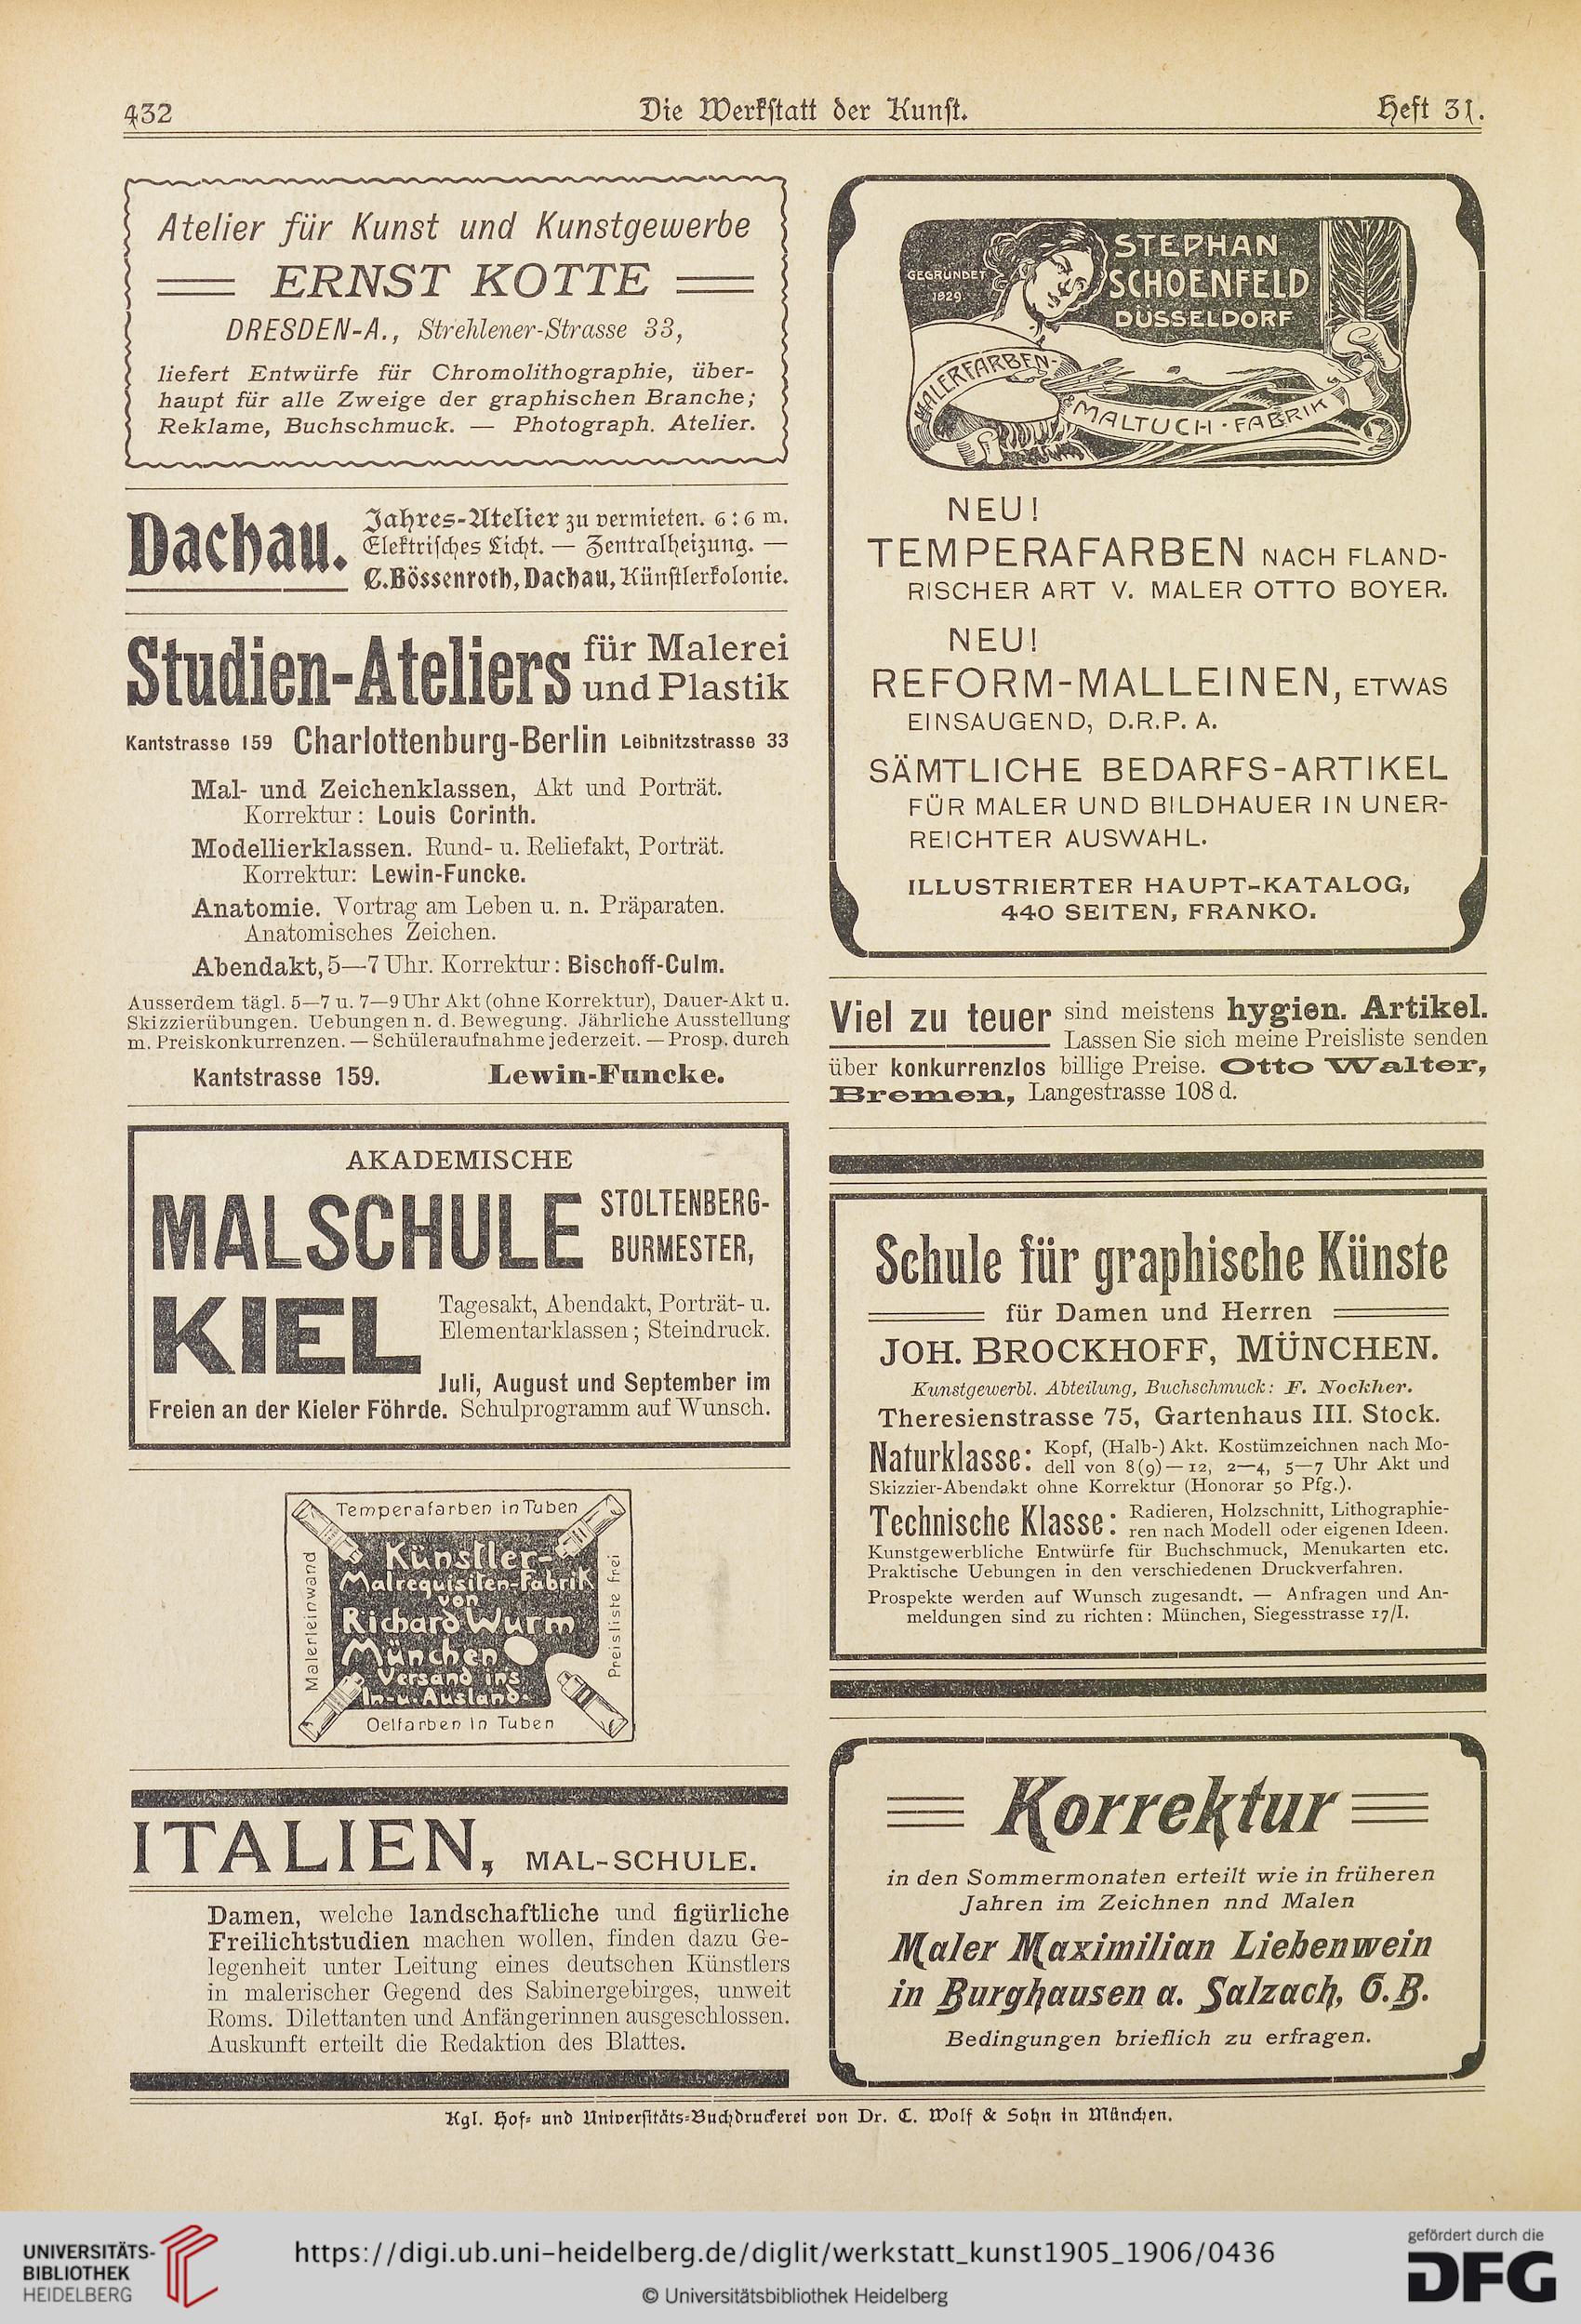 432
Die Werkstatt der Kunst.
Heft 31.
Atelier für Kunst und Kunstgewerbe
ERNST KOTTE
DRESDEN-A., Strehlener-Strasse 33,
liefert Entwürfe für Chromolithographie, über-
haupt für alle Zweige der graphischen Branche;
Reklame, Buchschmuck. — Photograph. Atelier.
Dachau.
Jahres-Atelier zu vermieten. 6:6 m.
Elektrisches Licht. — Zentralheizung. —
C. Bössenroth, Dachau, Künstlerkolonie.
Studien-Ateliers
für Malerei
und Plastik
Kantstrasse 159 Charlottenburg-Berlin Leibnitzstrasse 33
Mal- und Zeichenklassen, Akt und Porträt.
Korrektur: Louis Corinth.
Modellierklassen. Rund- u. Reliefakt, Porträt.
Korrektur: Lewin-Funcke.
Anatomie. Vortrag am Leben u. n. Präparaten.
Anatomisches Zeichen.
Abendakt, 5—7 Uhr. Korrektur: Bischoff-Culm.
Ausserdem tägl. 5—7 u. 7—9 Uhr Akt (ohne Korrektur), Dauer-Akt u.
Skizzierübungen. Uebungen n. d. Bewegung. Jährliche Ausstellung
m. Preiskonkurrenzen. — Schüleraufnahme jederzeit. — Prosp. durch
Kantstrasse 159. Lewin-Funcke.
AKADEMISCHE
MALSCHULE
STOLTENBERG-
BURMESTER,
KIEL
Tagesakt, Abendakt, Porträt- u.
Elementarklassen; Steindruck.
Juli, August und September im
Freien an der Kieler Föhrde. Schulprogramm auf Wunsch.
Temperafarben in Tuben
Malerleinwand
Künstler-
Malrequisiten-Fabrik
von
Richard Wurm
München
Versand ins
In- u. Ausland.
Preisliste frei
Oelfarben in Tuben
ITALIEN, MAL-SCHULE.
Damen, welche landschaftliche und figürliche
Freilichtstudien machen wollen, finden dazu Ge-
legenheit unter Leitung eines deutschen Künstlers
in malerischer Gegend des Sabinergebirges, unweit
Roms. Dilettanten und Anfängerinnen ausgeschlossen.
Auskunft erteilt die Redaktion des Blattes.
GEGRÜNDET
1829
STEPHAN
SCHOENFELD
DÜSSELDORF
MALERFARBEN-
& MALTUCH-FABRIK
NEU!
TEMPERAFARBEN NACH FLAND-
RISCHER ART V. MALER OTTO BOYER.
NEU!
REFORM-MALLEINEN, ETWAS
EINSAUGEND, D.R.P. A.
SÄMTLICHE BEDARFS-ARTIKEL
FÜR MALER UND BILDHAUER IN UNER-
REICHTER AUSWAHL.
ILLUSTRIERTER HAUPT-KATALOG,
440 SEITEN, FRANKO.
Viel zu teuer sind meistens hygien. Artikel.
Lassen Sie sich meine Preisliste senden
über konkurrenzlos billige Preise. Otto Walter,
Bremen, Langestrasse 108 d.
Schule für graphische Künste
für Damen und Herren
JOH. BROCKHOFF, MÜNCHEN.
Kunstgewerbl. Abteilung, Buchschmuck: F. Nockher.
Theresienstrasse 75, Gartenhaus III. Stock.
Naturklasse: Kopf, (Halb-) Akt. Kostümzeichnen nach Mo-
dell von 8(9)—12, 2—4, 5—7 Uhr Akt und
Skizzier-Abendakt ohne Korrektur (Honorar 50 Pfg.).
Technische Klasse: Radieren, Holzschnitt, Lithographie-
ren nach Modell oder eigenen Ideen.
Kunstgewerbliche Entwürfe für Buchschmuck, Menukarten etc.
Praktische Uebungen in den verschiedenen Druckverfahren.
Prospekte werden auf Wunsch zugesandt. — Anfragen und An-
meldungen sind zu richten: München, Siegesstrasse 17/I.
Korrektur
in den Sommermonaten erteilt wie in früheren
Jahren im Zeichnen nnd Malen
Maler Maximilian Liebenwein
in Burghausen a. Salzach, O.B.
Bedingungen brieflich zu erfragen.
Kgl. Hof- und Universitäts-Buchdruckerei von Dr. C. Wolf & Sohn in München.
UNIVERSITÄTS-
BIBLIOTHEK
HEIDELBERG
https://digi.ub.uni-heidelberg.de/diglit/werkstatt_kunst1905_1906/0436
© Universitätsbibliothek Heidelberg
gefördert durch die
DFG